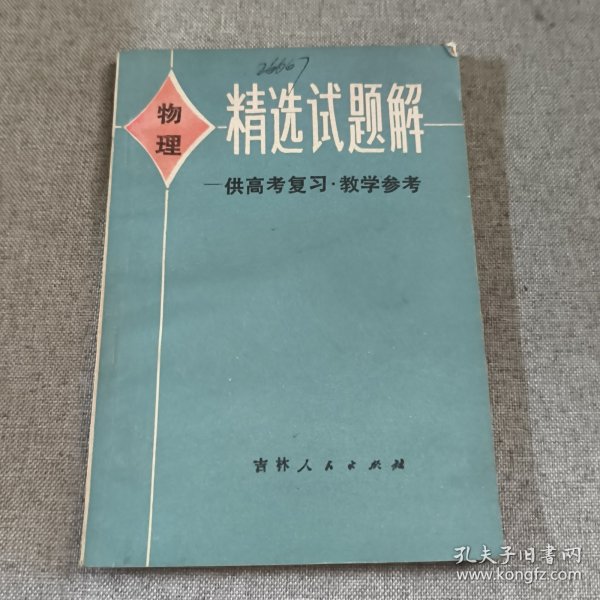 26667
物理
精选试题解
—供高考复习·教学参考
吉林人民出版社
孔夫子旧书网
www.kongfz.com